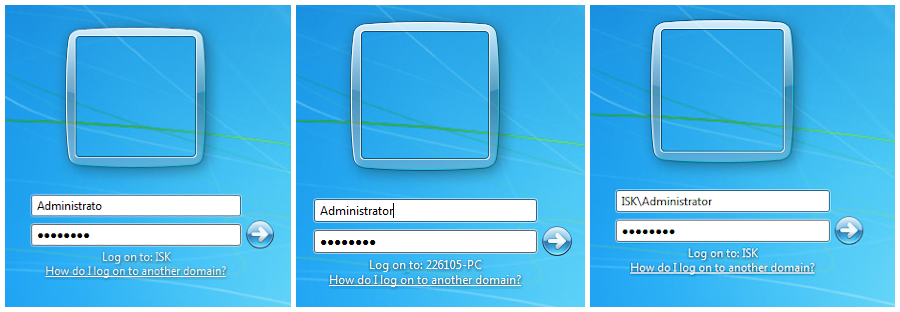 Administrato
••••••••
Log on to: ISK
How do I log on to another domain?
Administrator
••••••••
Log on to: 226105-PC
How do I log on to another domain?
ISK\Administrator
••••••••
Log on to: ISK
How do I log on to another domain?